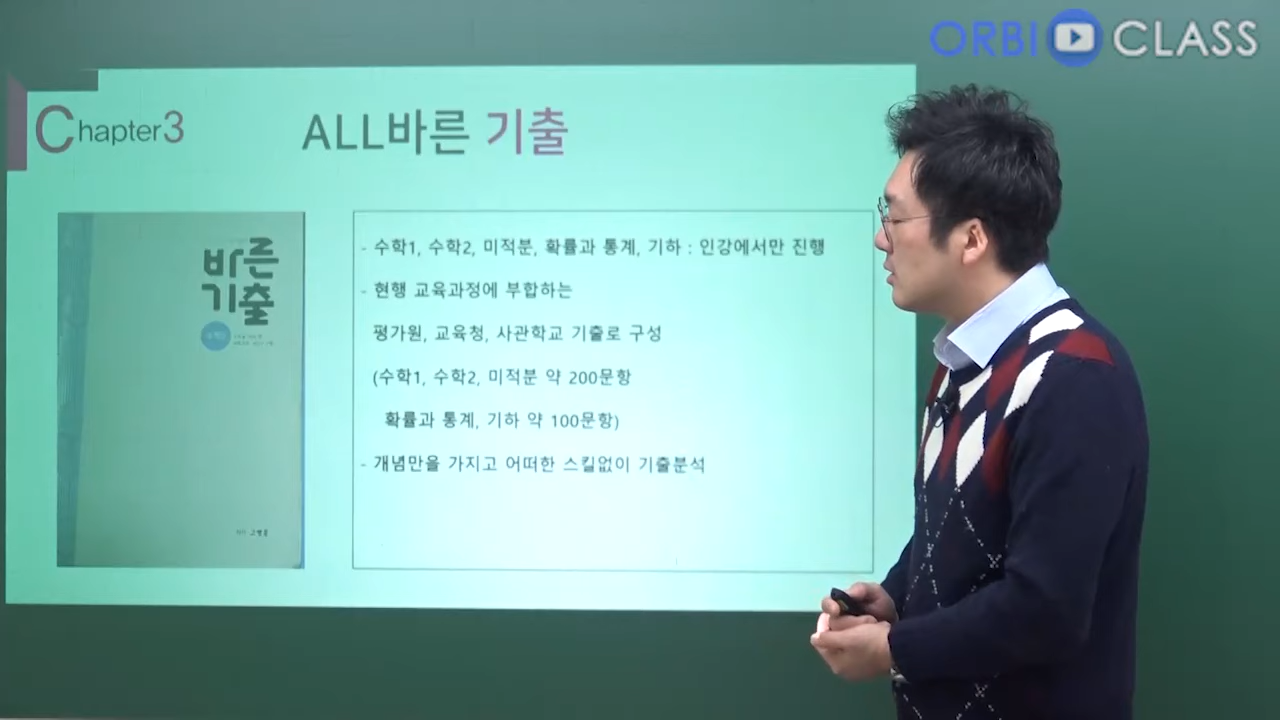 ORBI CLASS
Chapter3
ALL바른 기출
바른
기출
- 수학1, 수학2, 미적분, 확률과 통계, 기하 : 인강에서만 진행
- 현행 교육과정에 부합하는
평가원, 교육청, 사관학교 기출로 구성
(수학1, 수학2, 미적분 약 200문항
확률과 통계, 기하 약 100문항)
- 개념만을 가지고 어떠한 스킬없이 기출분석